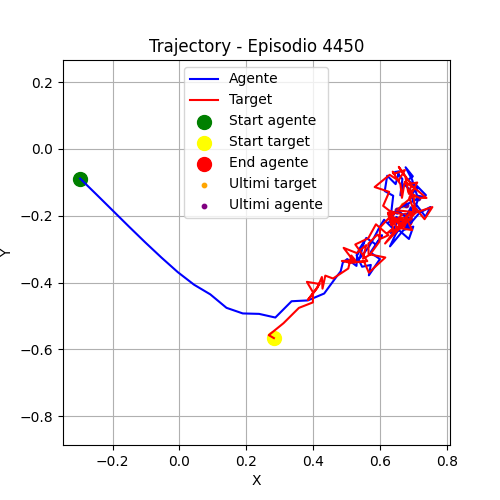 Trajectory - Episodio 4450
Agente
Target
Start agente
Start target
End agente
Ultimi target
Ultimi agente
0.2
0.0
−0.2
−0.4
−0.6
−0.8
Y
−0.2
0.0
0.2
0.4
0.6
0.8
X